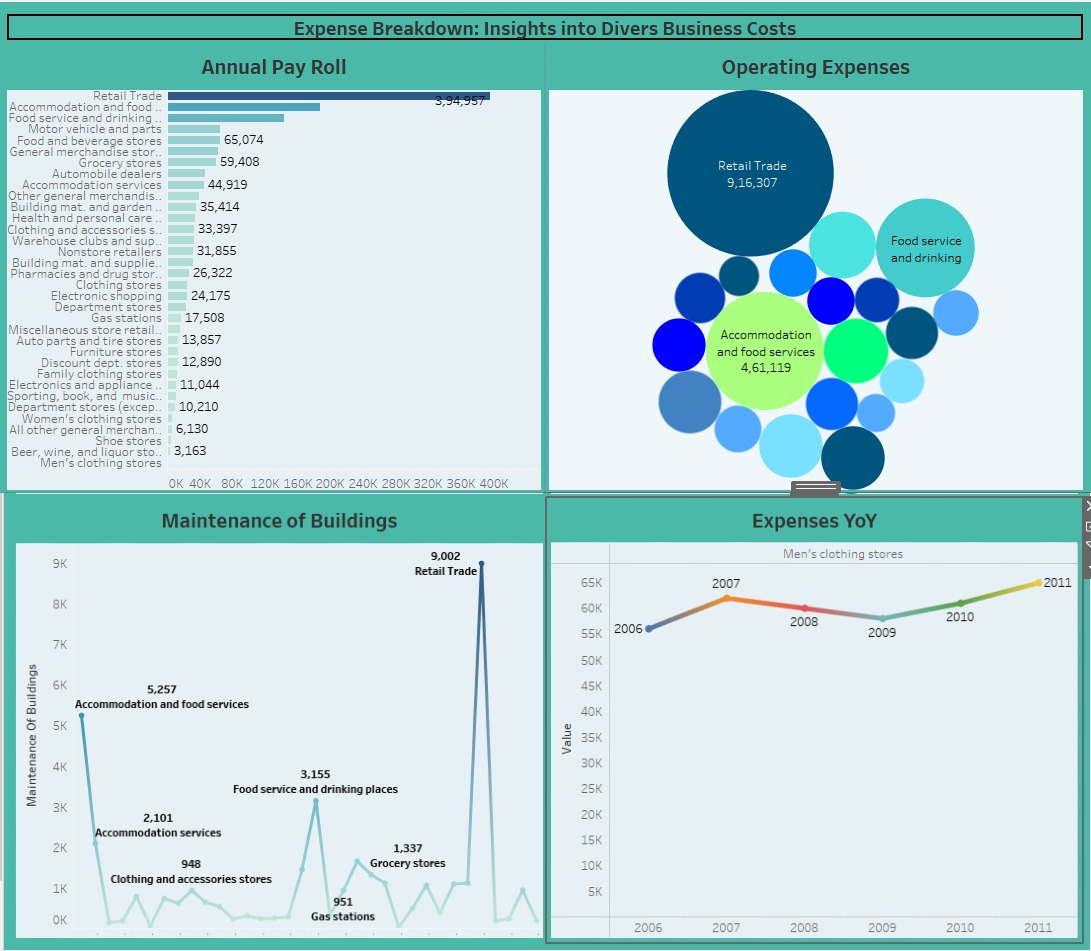 Expense Breakdown: Insights into Divers Business Costs
Annual Pay Roll
Retail Trade
3,94,957
Accommodation and food ..
Food service and drinking ..
Motor vehicle and parts
Food and beverage stores
65,074
General merchandise stor..
Grocery stores
59,408
Automobile dealers
Accommodation services
44,919
Other general merchandis..
Building mat. and garden ..
35,414
Health and personal care ..
Clothing and accessories s..
33,397
Warehouse clubs and sup..
Nonstore retailers
31,855
Building mat. and supplie..
Pharmacies and drug stor..
26,322
Clothing stores
Electronic shopping
24,175
Department stores
Gas stations
17,508
Miscellaneous store retail..
Auto parts and tire stores
13,857
Furniture stores
Discount dept. stores
12,890
Family clothing stores
Electronics and appliance ..
11,044
Sporting, book, and music..
Department stores (excep..
10,210
Women's clothing stores
All other general merchan..
6,130
Shoe stores
Beer, wine, and liquor sto..
3,163
Men's clothing stores
0K 40K 80K 120K 160K 200K 240K 280K 320K 360K 400K
Operating Expenses
Retail Trade
9,16,307
Food service
and drinking
Accommodation
and food services
4,61,119
Maintenance of Buildings
Maintenance Of Buildings
9K
8K
7K
6K
5K
4K
3K
2K
1K
0K
9,002
Retail Trade
5,257
Accommodation and food services
3,155
Food service and drinking places
2,101
Accommodation services
1,337
Grocery stores
948
Clothing and accessories stores
951
Gas stations
Expenses YoY
Men's clothing stores
Value
65K
60K
55K
50K
45K
40K
35K
30K
25K
20K
15K
10K
5K
2006
2007
2008
2009
2010
2011
2006 2007 2008 2009 2010 2011